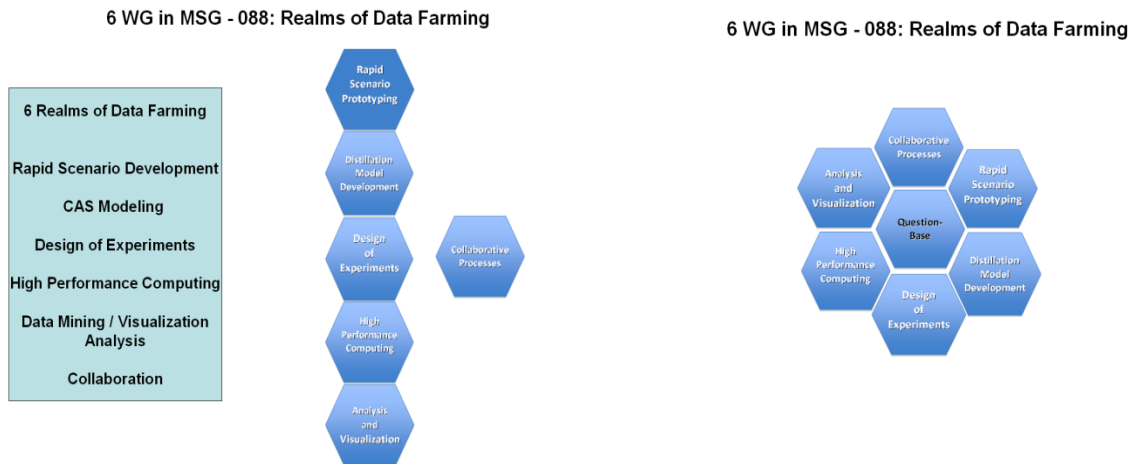 6 WG in MSG - 088: Realms of Data Farming
6 Realms of Data Farming
Rapid Scenario Development
CAS Modeling
Design of Experiments
High Performance Computing
Data Mining / Visualization
Analysis
Collaboration
Rapid
Scenario
Prototyping
Distillation
Model
Development
Design
of
Experiments
High
Performance
Computing
Analysis
and
Visualization
Collaborative
Processes
6 WG in MSG - 088: Realms of Data Farming
Collaborative
Processes
Analysis
and
Visualization
Rapid
Scenario
Prototyping
Question-
Base
High
Performance
Computing
Distillation
Model
Development
Design
of
Experiments